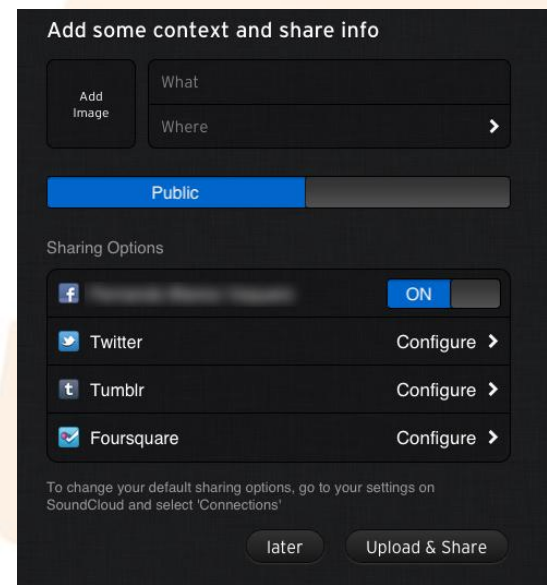 Add some context and share info
Add
Image
What
Where
Public
Sharing Options
ON
Twitter
Configure
Tumblr
Configure
Foursquare
Configure
To change your default sharing options, go to your settings on
SoundCloud and select 'Connections'
later
Upload & Share